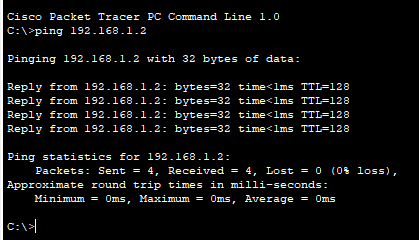 Cisco Packet Tracer PC Command Line 1.0
C:\>ping 192.168.1.2
Pinging 192.168.1.2 with 32 bytes of data:
Reply from 192.168.1.2: bytes=32 time<1ms TTL=128
Reply from 192.168.1.2: bytes=32 time<1ms TTL=128
Reply from 192.168.1.2: bytes=32 time<1ms TTL=128
Reply from 192.168.1.2: bytes=32 time<1ms TTL=128
Ping statistics for 192.168.1.2:
Packets: Sent = 4, Received = 4, Lost = 0 (0% loss),
Approximate round trip times in milli-seconds:
Minimum = 0ms, Maximum = 0ms, Average = 0ms
C:\>